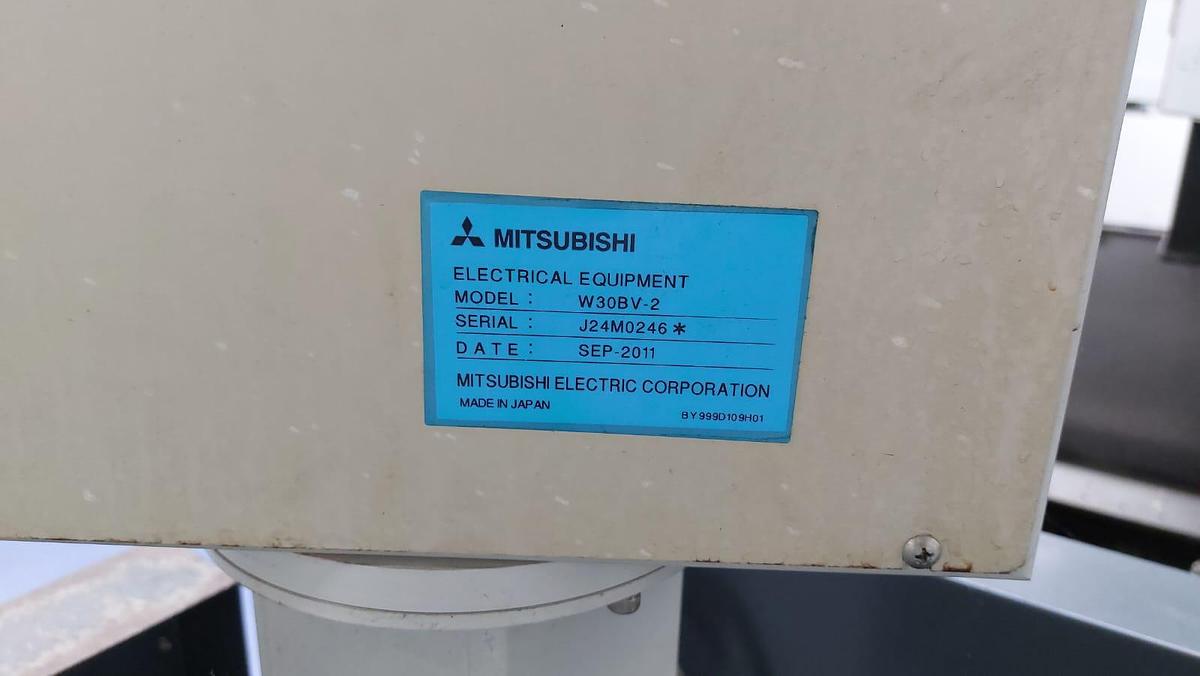 MITSUBISHI
ELECTRICAL EQUIPMENT
MODEL : W30BV-2
SERIAL : J24M0246*
DATE : SEP-2011
MITSUBISHI ELECTRIC CORPORATION
MADE IN JAPAN
BY999D109H01